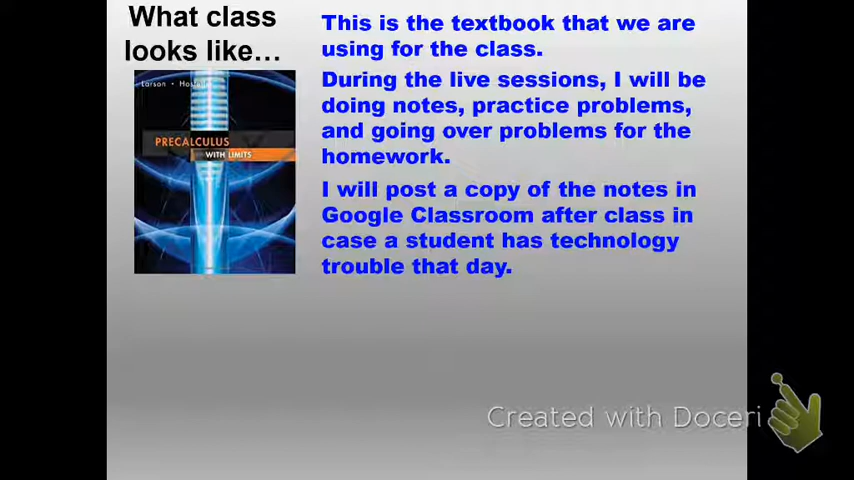 What class
looks like…
This is the textbook that we are
using for the class.
During the live sessions, I will be
doing notes, practice problems,
and going over problems for the
homework.
I will post a copy of the notes in
Google Classroom after class in
case a student has technology
trouble that day.
Larson •
PRECALCULUS
WITH LIMITS
Created with Doceri